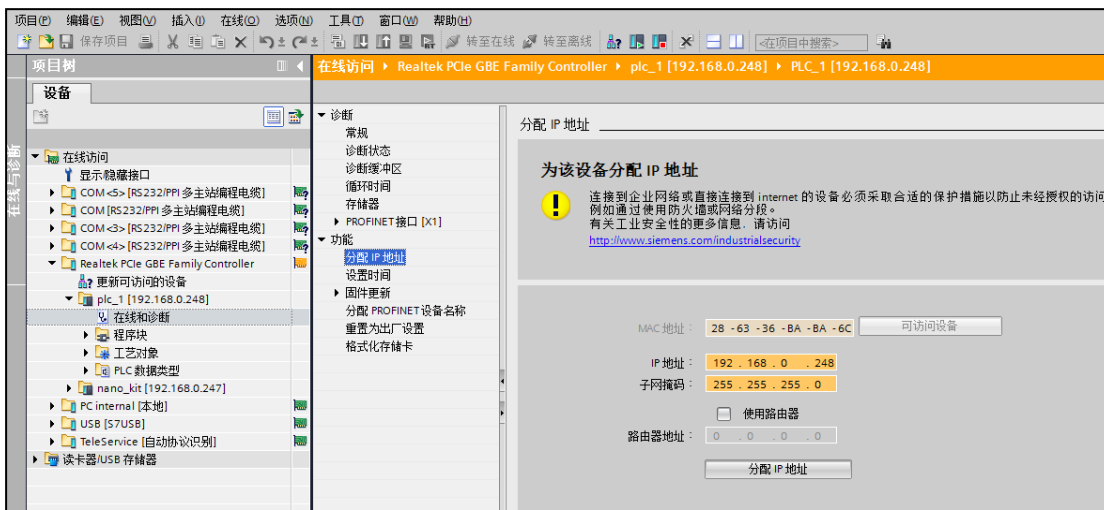 项目(P) 编辑(E) 视图(V) 插入(I) 在线(O) 选项(N) 工具(T) 窗口(W) 帮助(H)
保存项目 转至在线 转至离线 <在项目中搜索>
项目树
在线访问 ▸ Realtek PCIe GBE Family Controller ▸ plc_1 [192.168.0.248] ▸ PLC_1 [192.168.0.248]
设备
在线与诊断
在线访问
显示/隐藏接口
COM <5> [RS232/PPI 多主站编程电缆]
COM [RS232/PPI 多主站编程电缆]
COM <3> [RS232/PPI 多主站编程电缆]
COM <4> [RS232/PPI 多主站编程电缆]
Realtek PCIe GBE Family Controller
更新可访问的设备
plc_1 [192.168.0.248]
在线和诊断
程序块
工艺对象
PLC 数据类型
nano_kit [192.168.0.247]
PC internal [本地]
USB [S7USB]
TeleService [自动协议识别]
读卡器/USB 存储器
诊断
常规
诊断状态
诊断缓冲区
循环时间
存储器
PROFINET接口 [X1]
功能
分配 IP 地址
设置时间
固件更新
分配 PROFINET 设备名称
重置为出厂设置
格式化存储卡
分配 IP 地址
为该设备分配 IP 地址
连接到企业网络或直接连接到 internet 的设备必须采取合适的保护措施以防止未经授权的访问
例如通过使用防火墙或网络分段。
有关工业安全性的更多信息，请访问
http://www.siemens.com/industrialsecurity
MAC 地址： 28 -63 -36 -BA -BA -6C 可访问设备
IP 地址： 192 . 168 . 0 . 248
子网掩码： 255 . 255 . 255 . 0
使用路由器
路由器地址： 0 . 0 . 0 . 0
分配 IP 地址